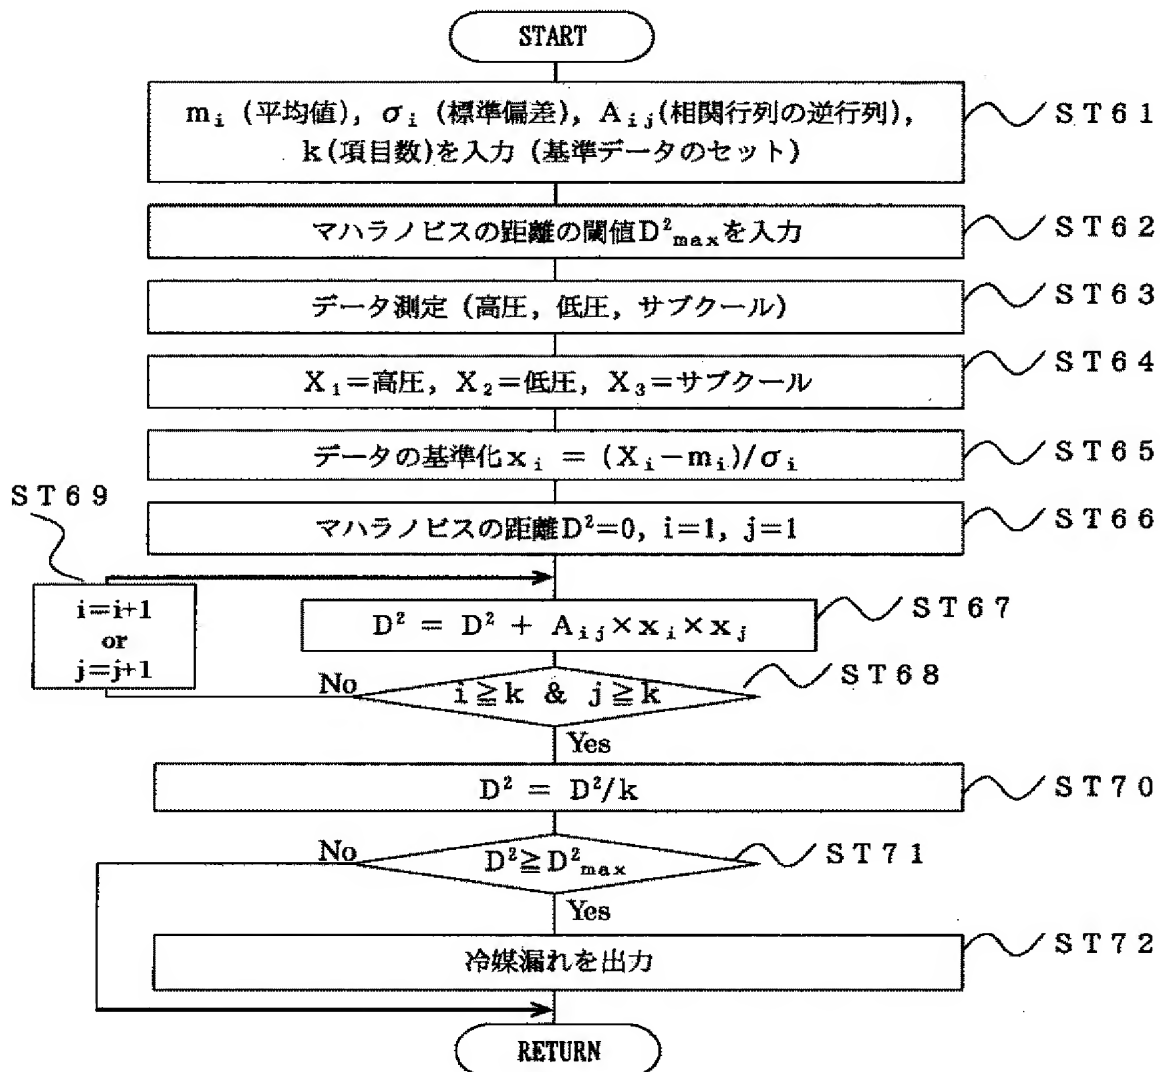 START
m₁ (平均値), σ₁ (標準偏差), A₁ⱼ(相関行列の逆行列),
k(項目数)を入力 (基準データのセット)
ST61
マハラノビスの距離の閾値D²ₘₐₓを入力
ST62
データ測定 (高圧, 低圧, サブクール)
ST63
X₁=高圧, X₂=低圧, X₃=サブクール
ST64
データの基準化xᵢ = (Xᵢ-mᵢ)/σᵢ
ST65
マハラノビスの距離D²=0, i=1, j=1
ST66
ST69
i=i+1
or
j=j+1
D² = D² + Aᵢⱼ×xᵢ×xⱼ
ST67
i≧k & j≧k
ST68
No
Yes
D² = D²/k
ST70
D²≧D²ₘₐₓ
ST71
No
Yes
冷媒漏れを出力
ST72
RETURN